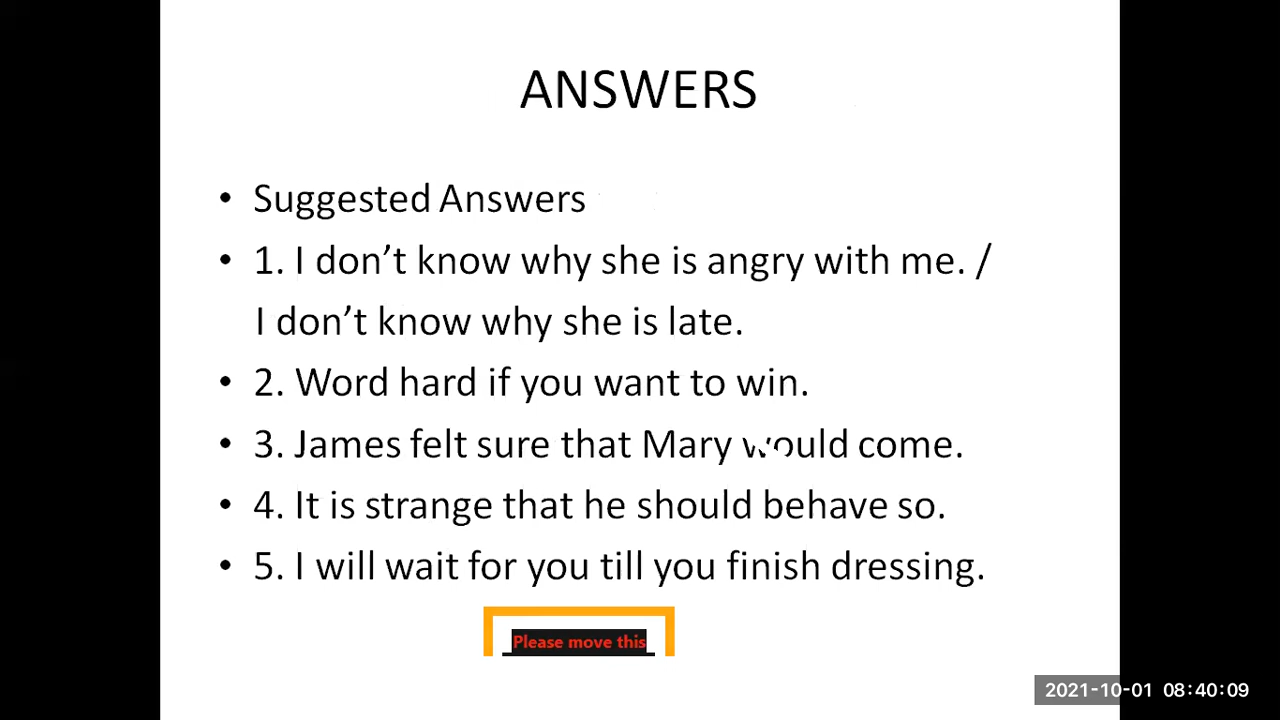 ANSWERS
• Suggested Answers
• 1. I don’t know why she is angry with me. /
I don’t know why she is late.
• 2. Word hard if you want to win.
• 3. James felt sure that Mary would come.
• 4. It is strange that he should behave so.
• 5. I will wait for you till you finish dressing.
Please move this
2021-10-01 08:40:09